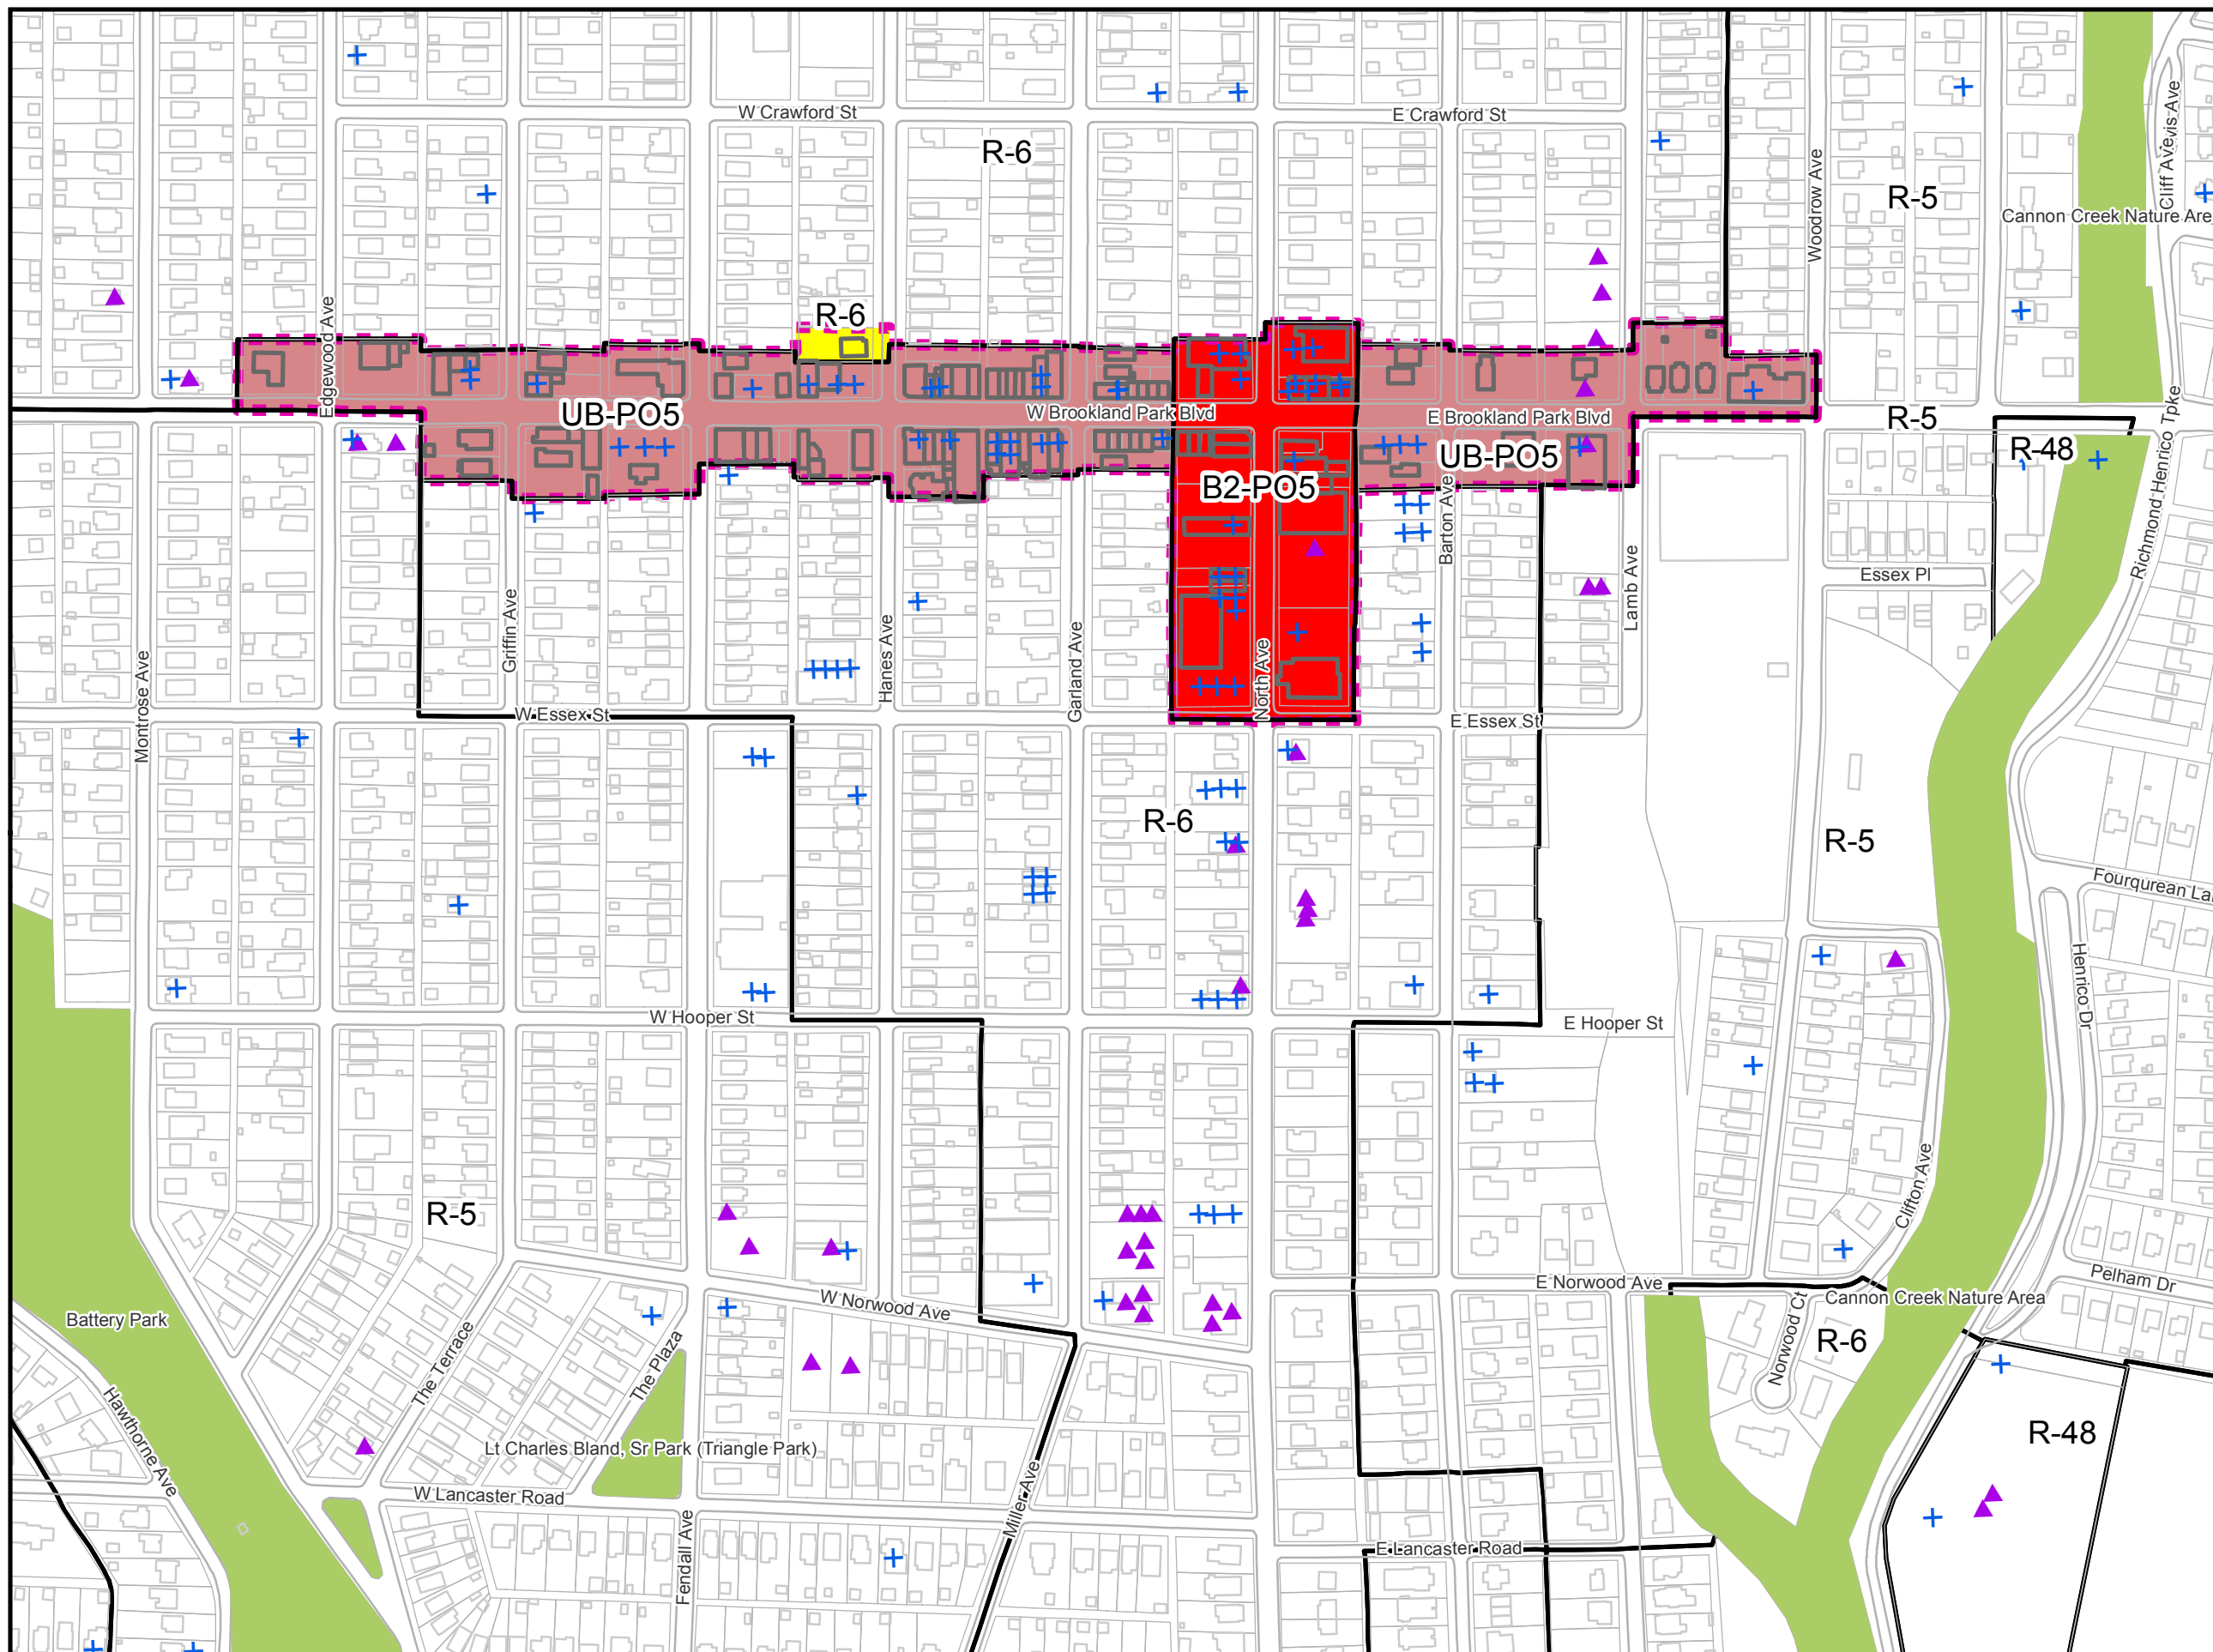 W Crawford St
E Crawford St
R-6
Woodrow Ave
R-5
Cliff Ave
Cannon Creek Nature Are
Edgewood Ave
R-6
UB-PO5
W Brookland Park Blvd
E Brookland Park Blvd
R-5
Richmond Henrico Tpke
R-48
UB-PO5
B2-PO5
Barton Ave
Lamb Ave
Essex Pl
Montrose Ave
Griffin Ave
Hanes Ave
Garland Ave
North Ave
W Essex St
E Essex St
R-6
R-5
Fourqurean La
Henrico Dr
W Hooper St
E Hooper St
R-5
Clifton Ave
E Norwood Ave
Pelham Dr
Cannon Creek Nature Area
W Norwood Ave
Battery Park
Norwood Ct
R-6
The Terrace
The Plaza
Hawthorne Ave
R-48
Lt Charles Bland, Sr Park (Triangle Park)
W Lancaster Road
Miller Ave
Fendall Ave
E Lancaster Road